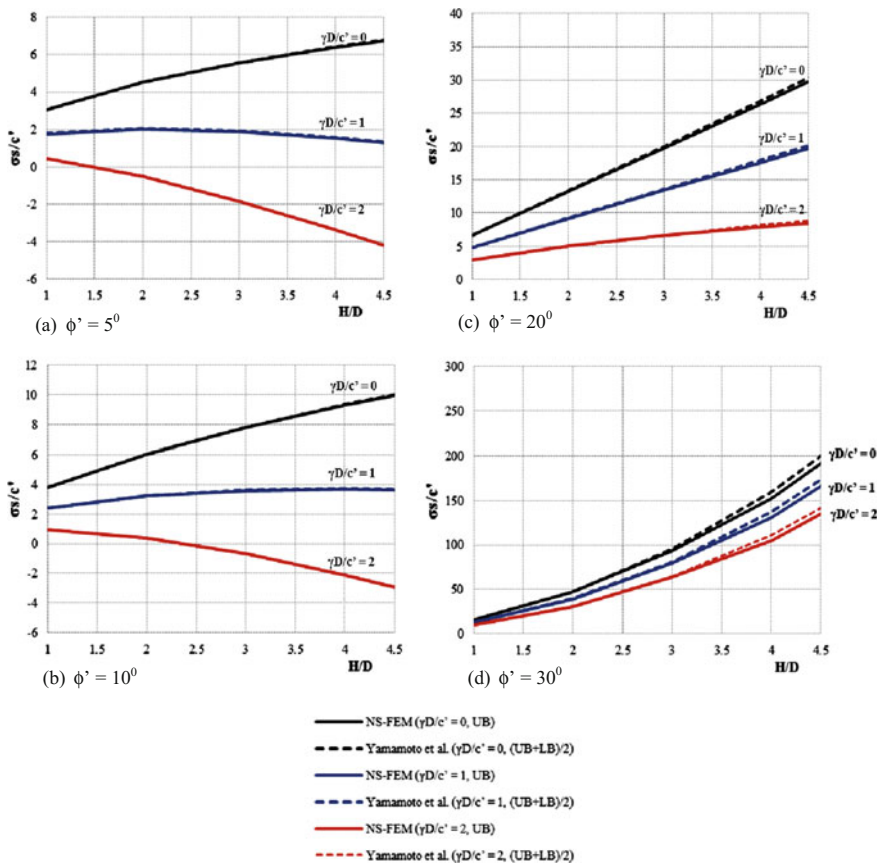 8
6
4
2
0
-2
-4
-6
σs/c'
γD/c' = 0
γD/c' = 1
γD/c' = 2
1 1.5 2 2.5 3 3.5 4 4.5
H/D
(a) ϕ' = 5⁰
40
35
30
25
20
15
10
5
0
σs/c'
γD/c' = 0
γD/c' = 1
γD/c' = 2
1 1.5 2 2.5 3 3.5 4 4.5
H/D
(c) ϕ' = 20⁰
12
10
8
6
4
2
0
-2
-4
-6
σs/c'
γD/c' = 0
γD/c' = 1
γD/c' = 2
1 1.5 2 2.5 3 3.5 4 4.5
H/D
(b) ϕ' = 10⁰
300
250
200
150
100
50
0
σs/c'
γD/c' = 0
γD/c' = 1
γD/c' = 2
1 1.5 2 2.5 3 3.5 4 4.5
H/D
(d) ϕ' = 30⁰
NS-FEM (γD/c' = 0, UB)
Yamamoto et al. (γD/c' = 0, (UB+LB)/2)
NS-FEM (γD/c' = 1, UB)
Yamamoto et al. (γD/c' = 1, (UB+LB)/2)
NS-FEM (γD/c' = 2, UB)
Yamamoto et al. (γD/c' = 2, (UB+LB)/2)